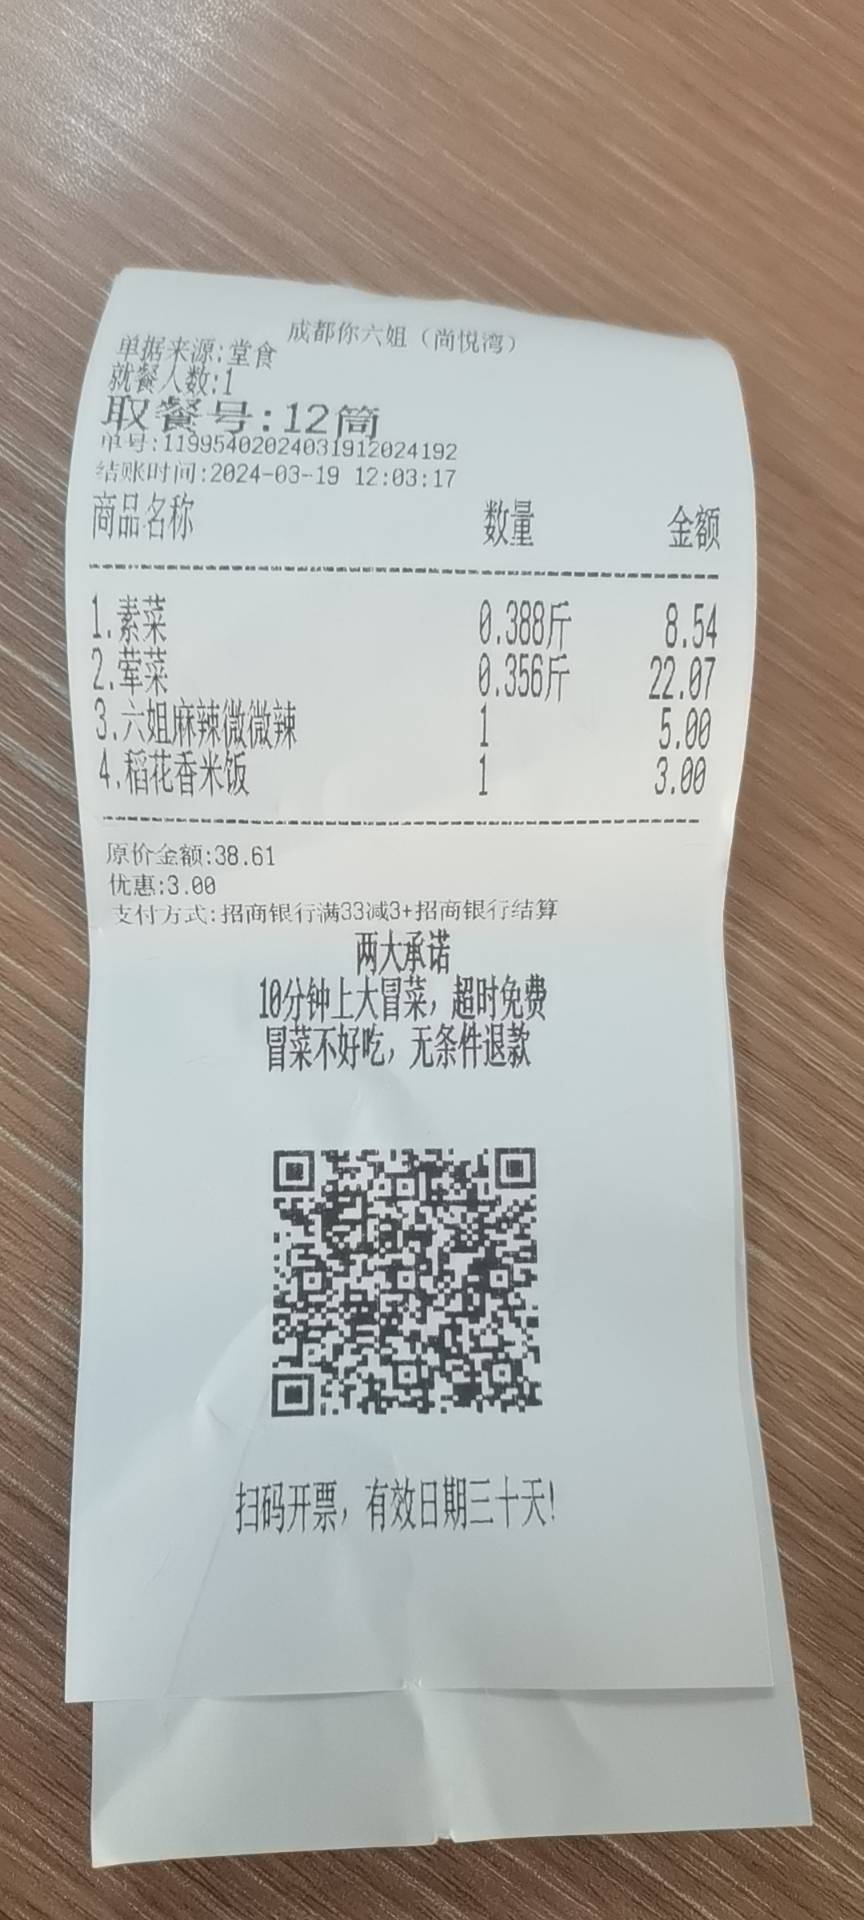 成都你六姐（尚悦湾）
单据来源:堂食
就餐人数:1
取餐号:12筒
单号:11995402024031912024192
结账时间:2024-03-19 12:03:17
商品名称 数量 金额
1.素菜 0.388斤 8.54
2.荤菜 0.356斤 22.07
3.六姐麻辣微微辣 1 5.00
4.稻花香米饭 1 3.00
原价金额:38.61
优惠:3.00
支付方式:招商银行满33减3+招商银行结算
两大承诺
10分钟上大冒菜，超时免费
冒菜不好吃，无条件退款
扫码开票，有效日期三十天!